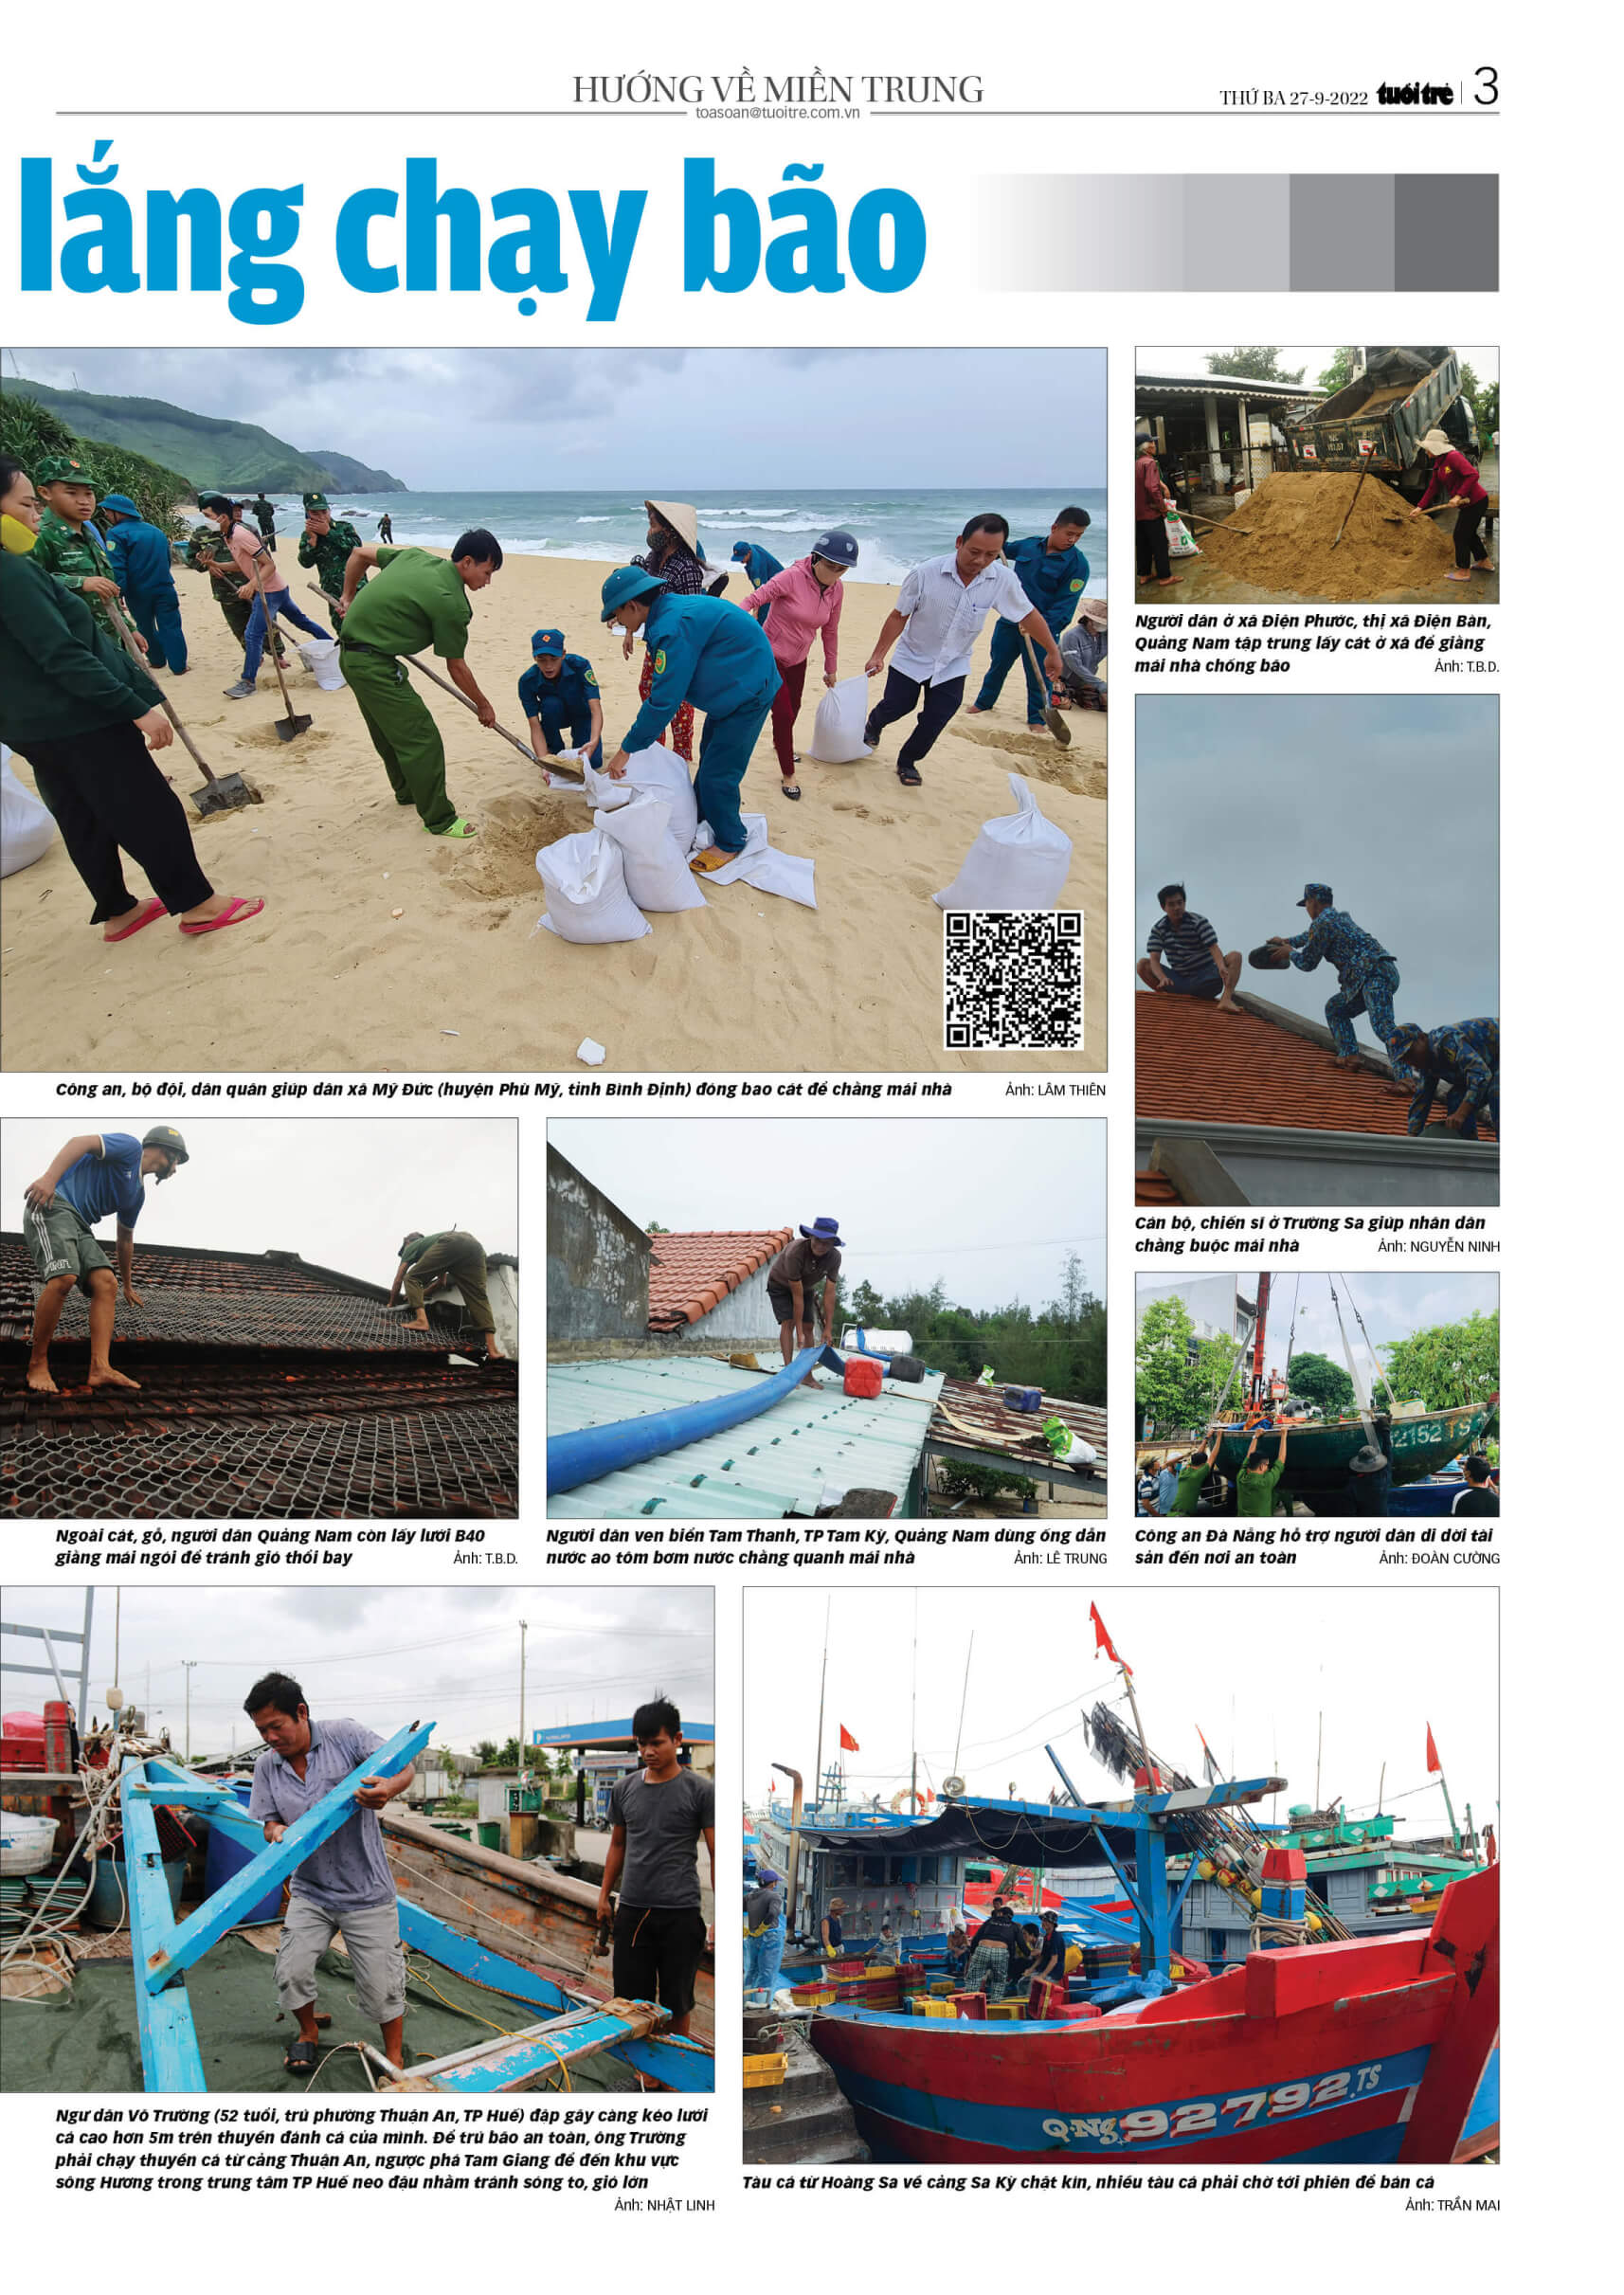 HƯỚNG VỀ MIỀN TRUNG
toasoan@tuoitre.com.vn
THỨ BA 27-9-2022 tuổi trẻ 3
lắng chạy bão
Người dân ở xã Điện Phước, thị xã Điện Bàn,
Quảng Nam tập trung lấy cát ở xã để giằng
mái nhà chống bão Ảnh: T.B.D.
Công an, bộ đội, dân quân giúp dân xã Mỹ Đức (huyện Phù Mỹ, tỉnh Bình Định) đóng bao cát để chằng mái nhà Ảnh: LÂM THIÊN
Cán bộ, chiến sĩ ở Trường Sa giúp nhân dân
chằng buộc mái nhà Ảnh: NGUYỄN NINH
2152 TS
Ngoài cát, gỗ, người dân Quảng Nam còn lấy lưới B40
giằng mái ngói để tránh gió thổi bay Ảnh: T.B.D.
Người dân ven biển Tam Thanh, TP Tam Kỳ, Quảng Nam dùng ống dẫn
nước ao tôm bơm nước chằng quanh mái nhà Ảnh: LÊ TRUNG
Công an Đà Nẵng hỗ trợ người dân di dời tài
sản đến nơi an toàn Ảnh: ĐOÀN CƯỜNG
QNg 92792.TS
Ngư dân Võ Trường (52 tuổi, trú phường Thuận An, TP Huế) đập gãy càng kéo lưới
cá cao hơn 5m trên thuyền đánh cá của mình. Để trú bão an toàn, ông Trường
phải chạy thuyền cá từ cảng Thuận An, ngược phá Tam Giang để đến khu vực
sông Hương trong trung tâm TP Huế neo đậu nhằm tránh sóng to, gió lớn
Ảnh: NHẬT LINH
Tàu cá từ Hoàng Sa về cảng Sa Kỳ chật kín, nhiều tàu cá phải chờ tới phiên để bán cá
Ảnh: TRẦN MAI